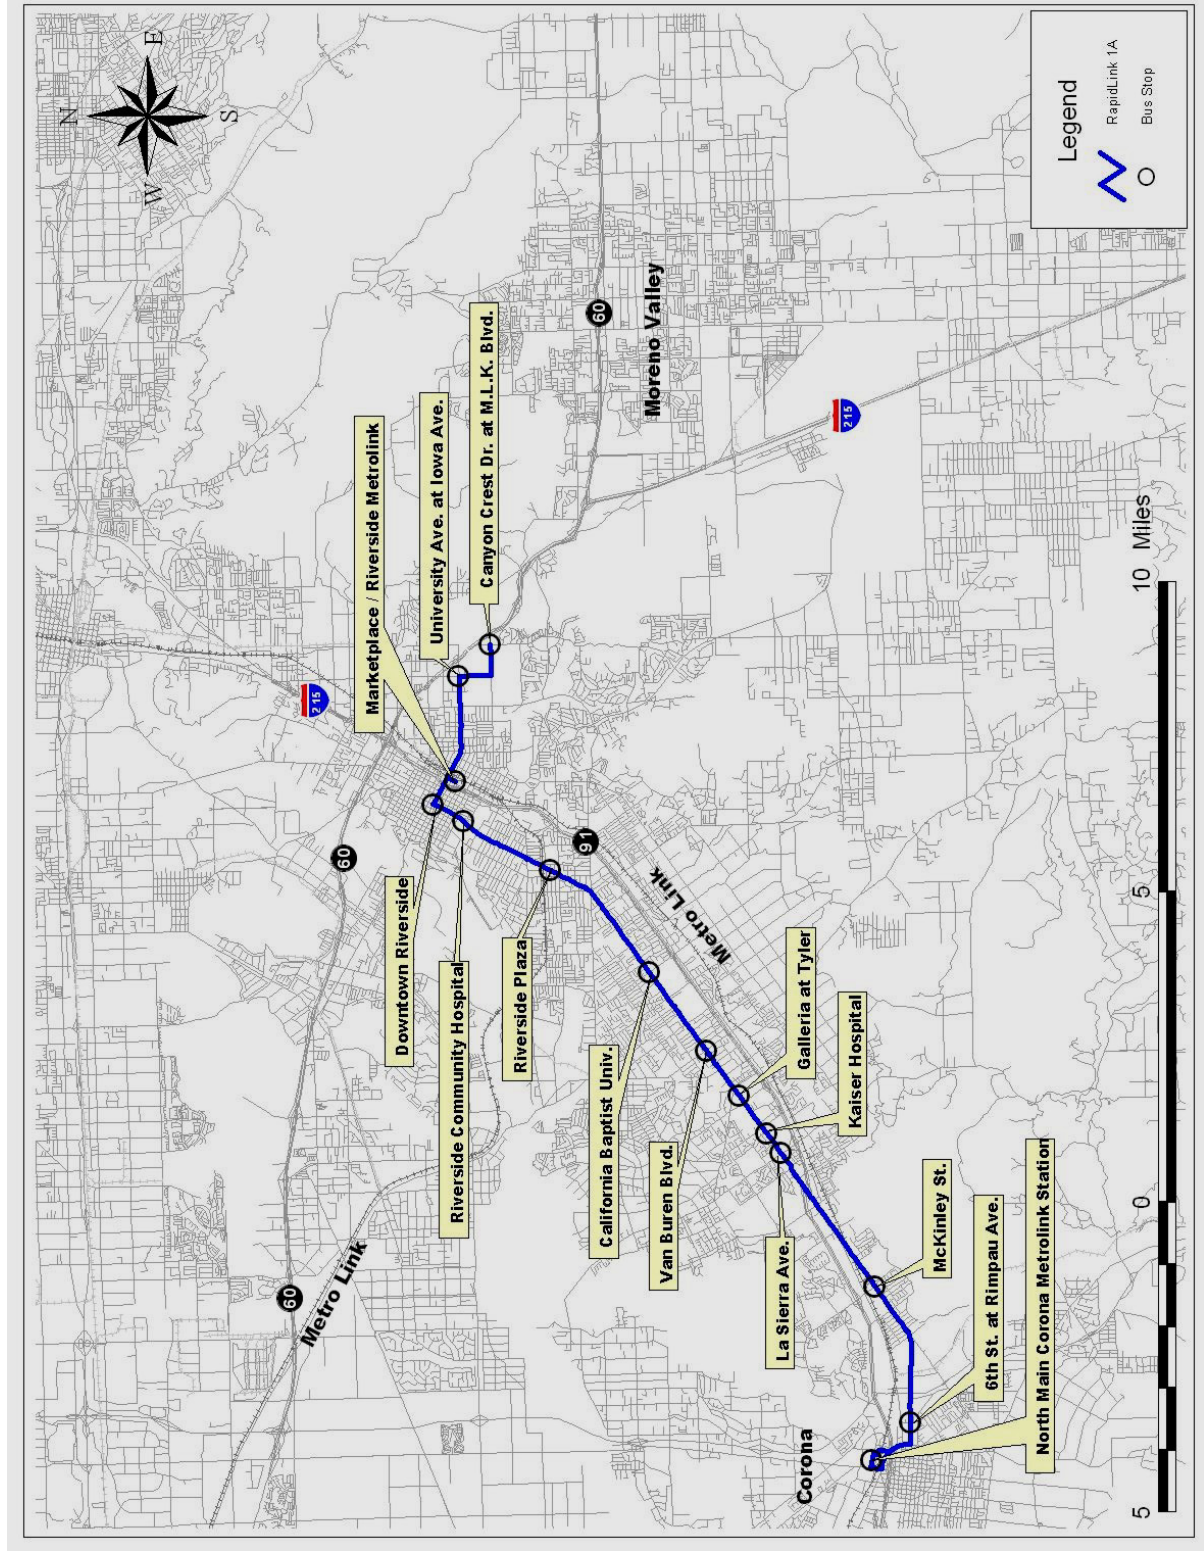 N
E
S
W
Legend
RapidLink 1A
Bus Stop
Marketplace / Riverside Metrolink
University Ave. at Iowa Ave.
Canyon Crest Dr. at M.L.K. Blvd.
Moreno Valley
60
215
215
60
91
60
Downtown Riverside
Riverside Community Hospital
Riverside Plaza
Metro Link
California Baptist Univ.
Van Buren Blvd.
Galleria at Tyler
Kaiser Hospital
La Sierra Ave.
McKinley St.
6th St. at Rimpau Ave.
North Main Corona Metrolink Station
Metro Link
Corona
5 0 5 10 Miles